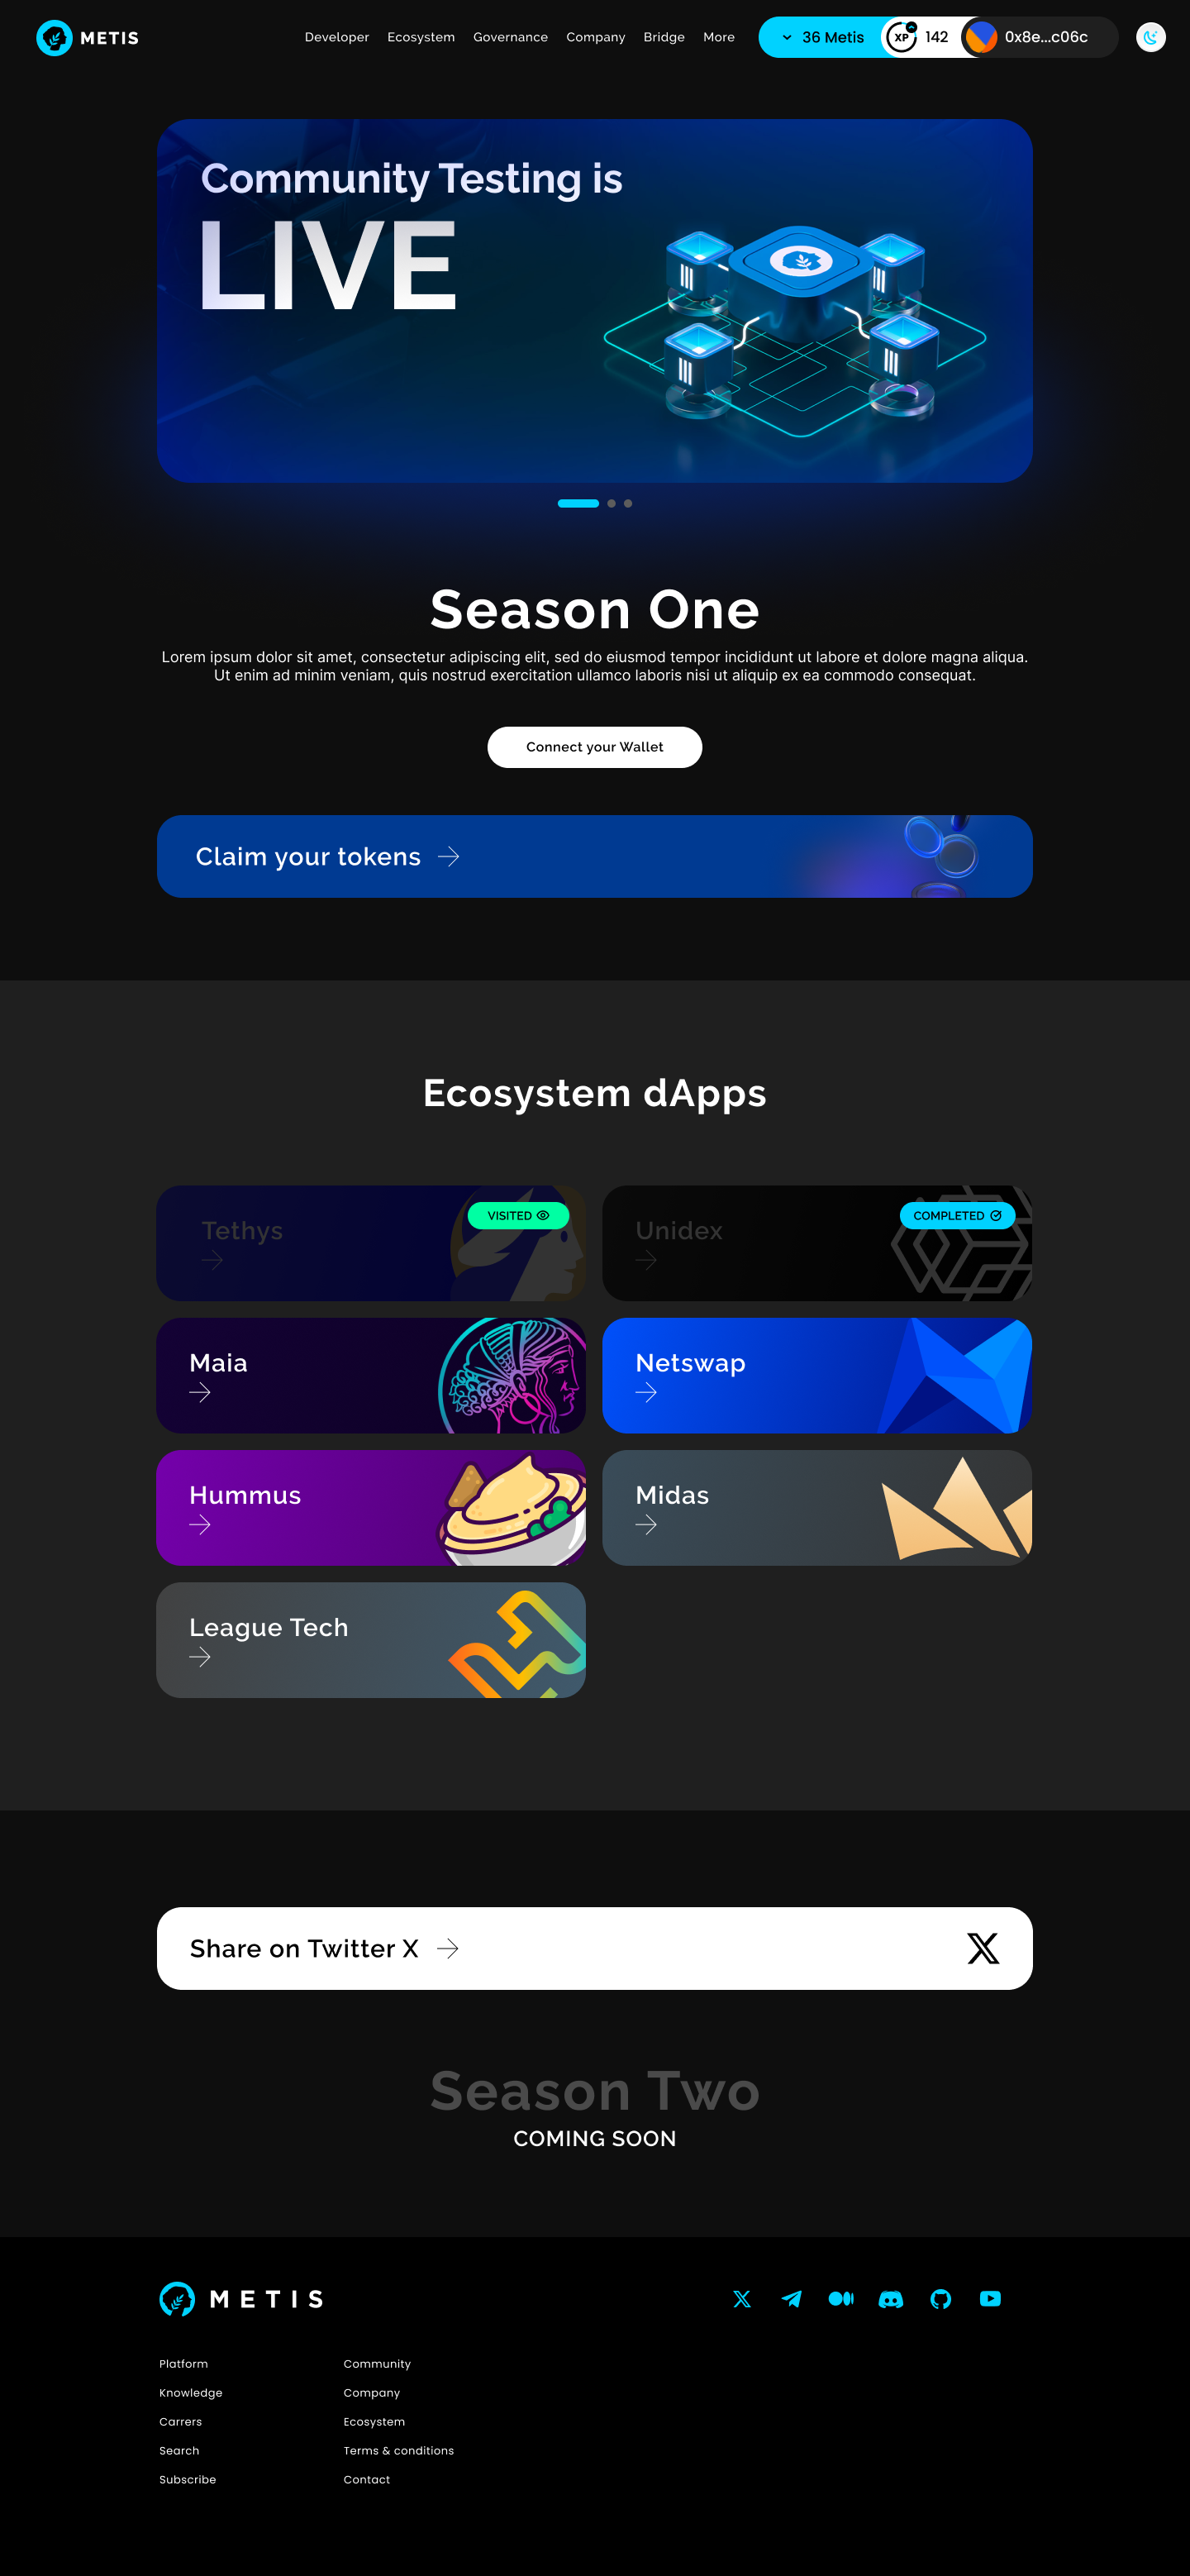 METIS
Developer Ecosystem Governance Company Bridge More
36 Metis
XP
142
0x8e...c06c
Community Testing is
LIVE
Season One
Lorem ipsum dolor sit amet, consectetur adipiscing elit, sed do eiusmod tempor incididunt ut labore et dolore magna aliqua.
Ut enim ad minim veniam, quis nostrud exercitation ullamco laboris nisi ut aliquip ex ea commodo consequat.
Connect your Wallet
Claim your tokens
Ecosystem dApps
Tethys
VISITED
Unidex
COMPLETED
Maia
Netswap
Hummus
Midas
League Tech
Share on Twitter X
Season Two
COMING SOON
METIS
Platform
Knowledge
Carrers
Search
Subscribe
Community
Company
Ecosystem
Terms & conditions
Contact